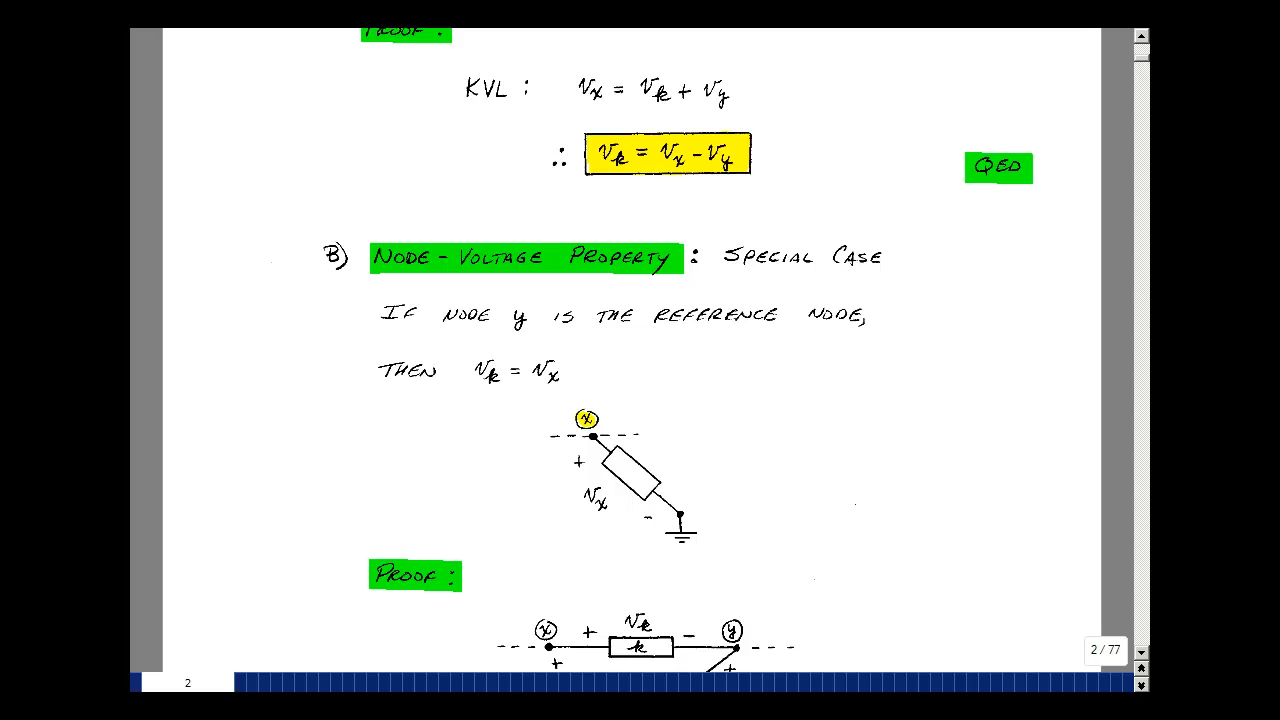 PROOF:
KVL: Vx = Vk + Vy
∴ Vk = Vx - Vy
QED
B) NODE-VOLTAGE PROPERTY: SPECIAL CASE
IF NODE y IS THE REFERENCE NODE,
THEN Vk = Vx
x
+
Vx
-
PROOF:
x + Vk - y
k
+ +
2 / 77
2